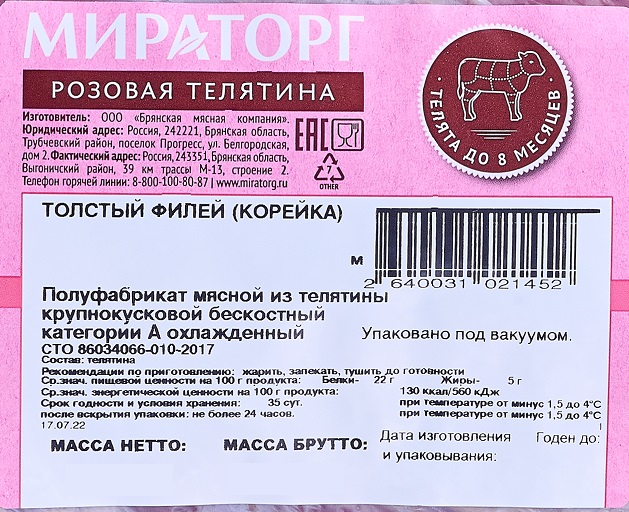 МИРАТОРГ
РОЗОВАЯ ТЕЛЯТИНА
Изготовитель: ООО «Брянская мясная компания».
Юридический адрес: Россия, 242221, Брянская область,
Трубчевский район, поселок Прогресс, ул. Белгородская,
дом 2. Фактический адрес: Россия, 243351, Брянская область,
Выгоничский район, 39 км трассы М-13, строение 2.
Телефон горячей линии: 8-800-100-80-87 | www.miratorg.ru
EAC
7
OTHER
• ТЕЛЯТА ДО 8 МЕСЯЦЕВ •
ТОЛСТЫЙ ФИЛЕЙ (КОРЕЙКА)
м
2 640031 021452
Полуфабрикат мясной из телятины
крупнокусковой бескостный
категории А охлажденный
Упаковано под вакуумом.
СТО 86034066-010-2017
Состав: телятина
Рекомендации по приготовлению: жарить, запекать, тушить до готовности
Ср.знач. пищевой ценности на 100 г продукта: Белки- 22 г Жиры- 5 г
Ср.знач. энергетической ценности на 100 г продукта: 130 Ккал/560 кДж
Срок годности и условия хранения: 35 сут. при температуре от минус 1,5 до 4°С
после вскрытия упаковки: не более 24 часов. при температуре от минус 1,5 до 4°С
17.07.22 1
МАССА НЕТТО: МАССА БРУТТО: Дата изготовления Годен до:
и упаковывания: